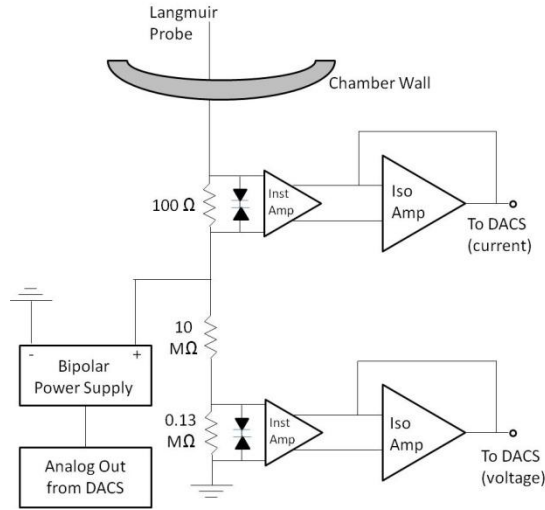 Langmuir
Probe
Chamber Wall
100 Ω
Inst
Amp
Iso
Amp
To DACS
(current)
-
+
Bipolar
Power Supply
Analog Out
from DACS
10
MΩ
0.13
MΩ
Inst
Amp
Iso
Amp
To DACS
(voltage)